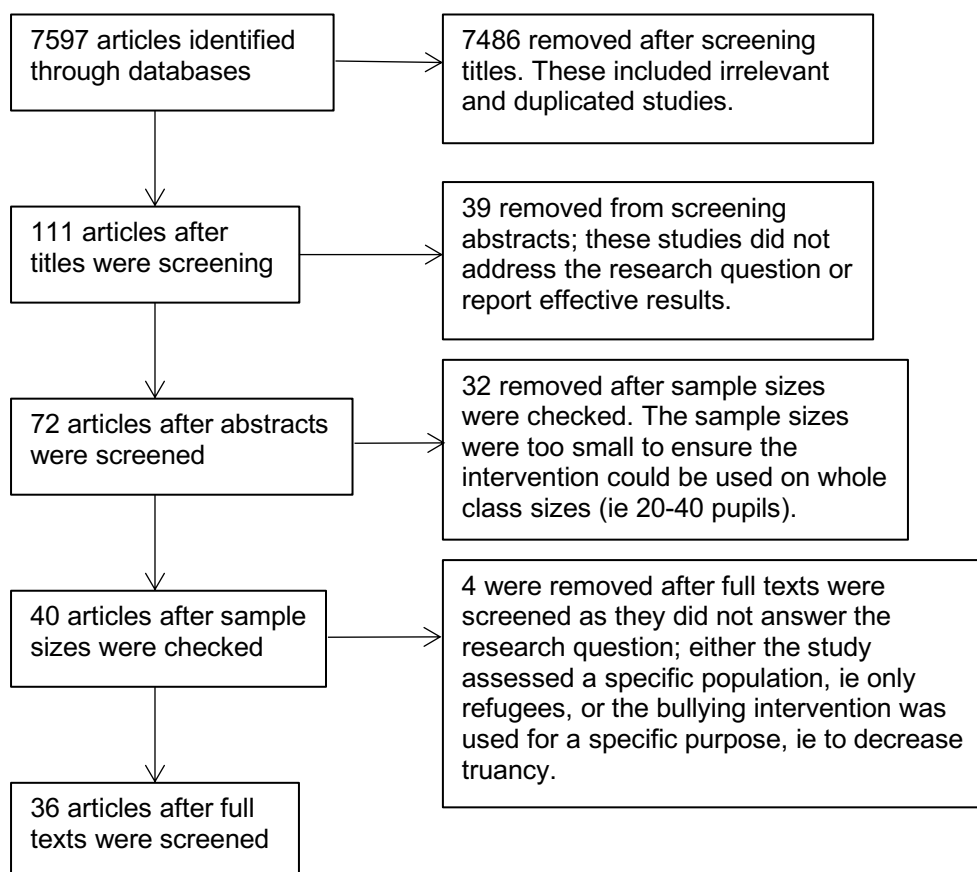 7597 articles identified
through databases
7486 removed after screening
titles. These included irrelevant
and duplicated studies.
111 articles after
titles were screening
39 removed from screening
abstracts; these studies did not
address the research question or
report effective results.
72 articles after abstracts
were screened
32 removed after sample sizes
were checked. The sample sizes
were too small to ensure the
intervention could be used on whole
class sizes (ie 20-40 pupils).
40 articles after sample
sizes were checked
4 were removed after full texts were
screened as they did not answer the
research question; either the study
assessed a specific population, ie only
refugees, or the bullying intervention was
used for a specific purpose, ie to decrease
truancy.
36 articles after full
texts were screened